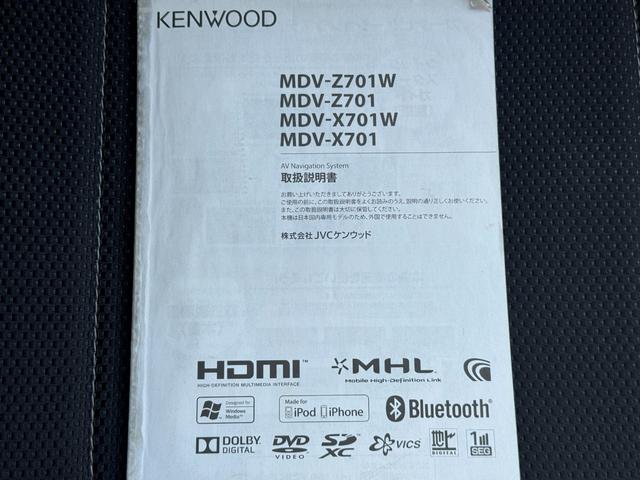 KENWOOD
MDV-Z701W
MDV-Z701
MDV-X701W
MDV-X701
AV Navigation System
取扱説明書
お買い上げいただきましてありがとうございます。
ご使用の前に、この取扱説明書をよくお読みのうえ、説明の通り正しくお使いください。
また、この取扱説明書は大切に保管してください。
本機は日本国内専用モデルのため、外国で使用することはできません。
株式会社 JVCケンウッド
HDMI™ MHL™
HIGH-DEFINITION MULTIMEDIA INTERFACE Mobile High-Definition Link
Designed for Windows Media™ Made for iPod iPhone Bluetooth®
DOLBY DIGITAL DVD VIDEO SD XC VICS 地デジ DIGITAL 1SEG